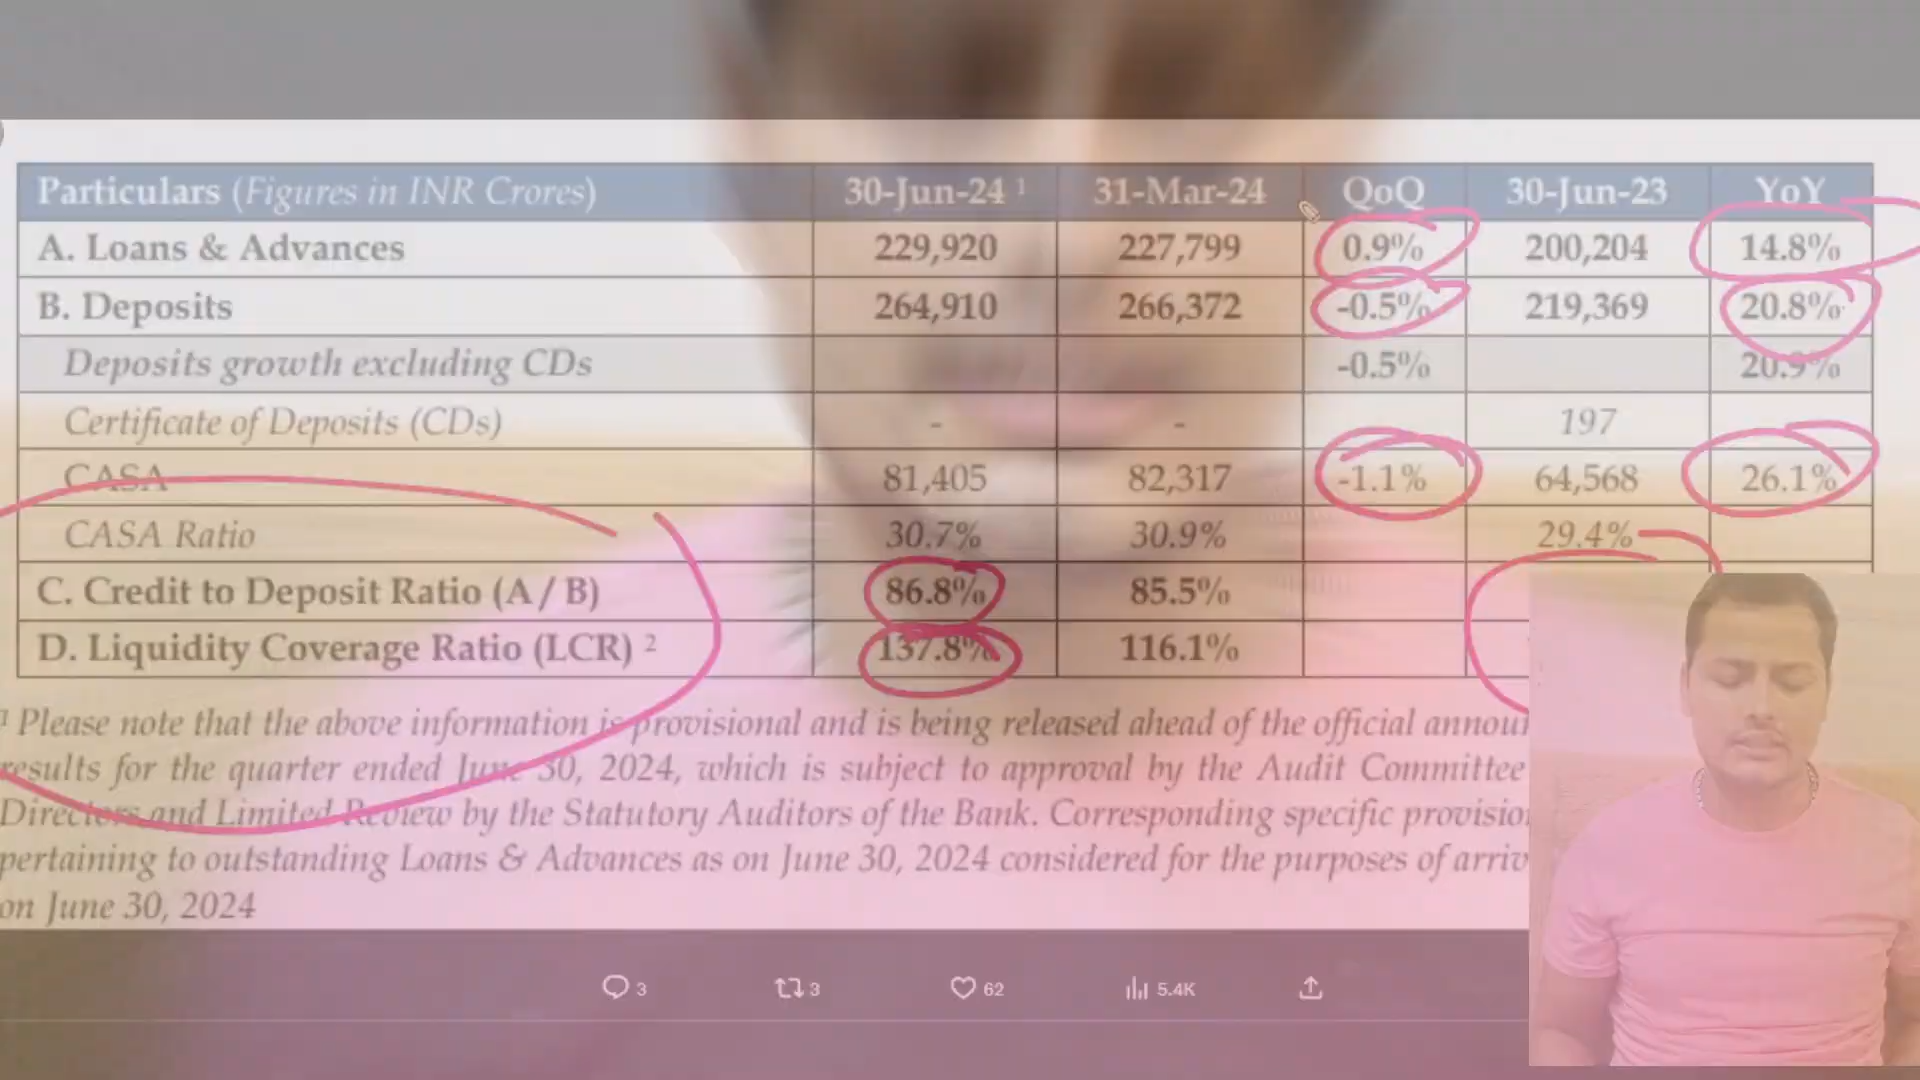 Particulars (Figures in INR Crores) 30-Jun-24 ¹ 31-Mar-24 QoQ 30-Jun-23 YoY
A. Loans & Advances 229,920 227,799 0.9% 200,204 14.8%
B. Deposits 264,910 266,372 -0.5% 219,369 20.8%
Deposits growth excluding CDs -0.5% 20.9%
Certificate of Deposits (CDs) - - 197
CASA 81,405 82,317 -1.1% 64,568 26.1%
CASA Ratio 30.7% 30.9% 29.4%
C. Credit to Deposit Ratio (A / B) 86.8% 85.5%
D. Liquidity Coverage Ratio (LCR) ² 137.8% 116.1%
¹ Please note that the above information is provisional and is being released ahead of the official
results for the quarter ended June 30, 2024, which is subject to approval by the Audit Committee
Directors and Limited Review by the Statutory Auditors of the Bank. Corresponding specific
pertaining to outstanding Loans & Advances as on June 30, 2024 considered for the purposes of
on June 30, 2024
3 3 62 5.4K